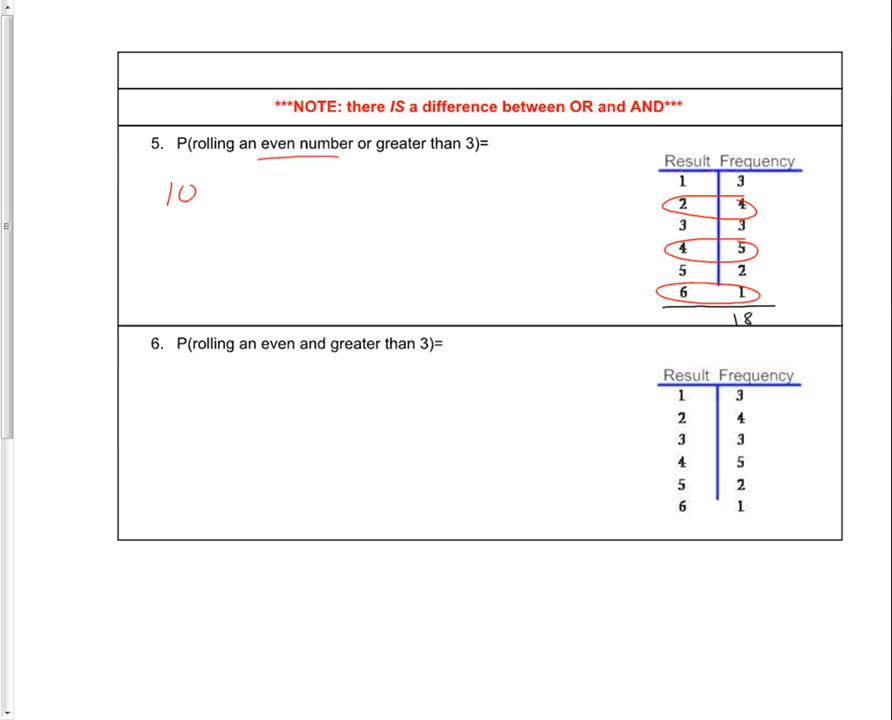 ***NOTE: there IS a difference between OR and AND***
5. P(rolling an even number or greater than 3)=
10
Result Frequency
1 3
2 4
3 3
4 5
5 2
6 1
18
6. P(rolling an even and greater than 3)=
Result Frequency
1 3
2 4
3 3
4 5
5 2
6 1